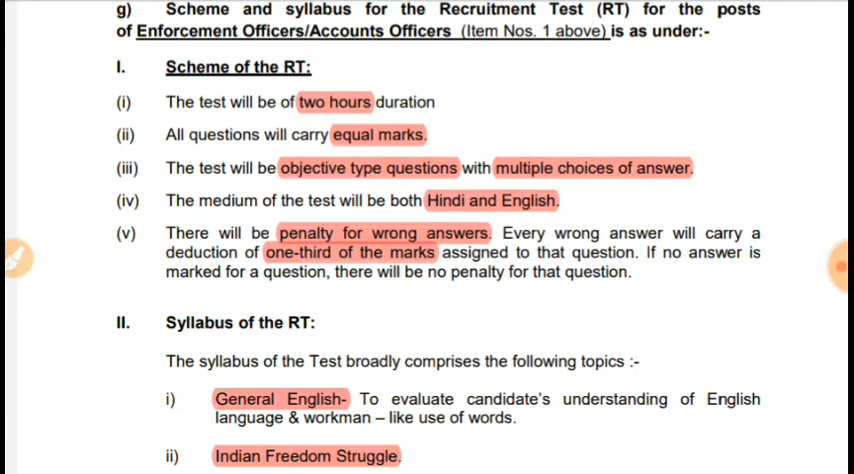 g) Scheme and syllabus for the Recruitment Test (RT) for the posts
of Enforcement Officers/Accounts Officers (Item Nos. 1 above) is as under:-
I. Scheme of the RT:
(i) The test will be of two hours duration
(ii) All questions will carry equal marks.
(iii) The test will be objective type questions with multiple choices of answer.
(iv) The medium of the test will be both Hindi and English.
(v) There will be penalty for wrong answers. Every wrong answer will carry a
deduction of one-third of the marks assigned to that question. If no answer is
marked for a question, there will be no penalty for that question.
II. Syllabus of the RT:
The syllabus of the Test broadly comprises the following topics :-
i) General English- To evaluate candidate's understanding of English
language & workman – like use of words.
ii) Indian Freedom Struggle.